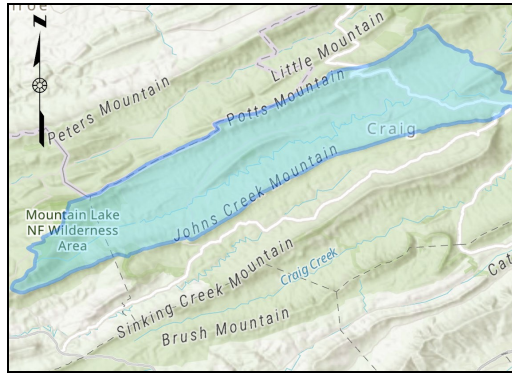 N
Little Mountain
Peters Mountain
Potts Mountain
Craig
Johns Creek Mountain
Mountain Lake
NF Wilderness
Area
Sinking Creek Mountain
Craig Creek
Brush Mountain